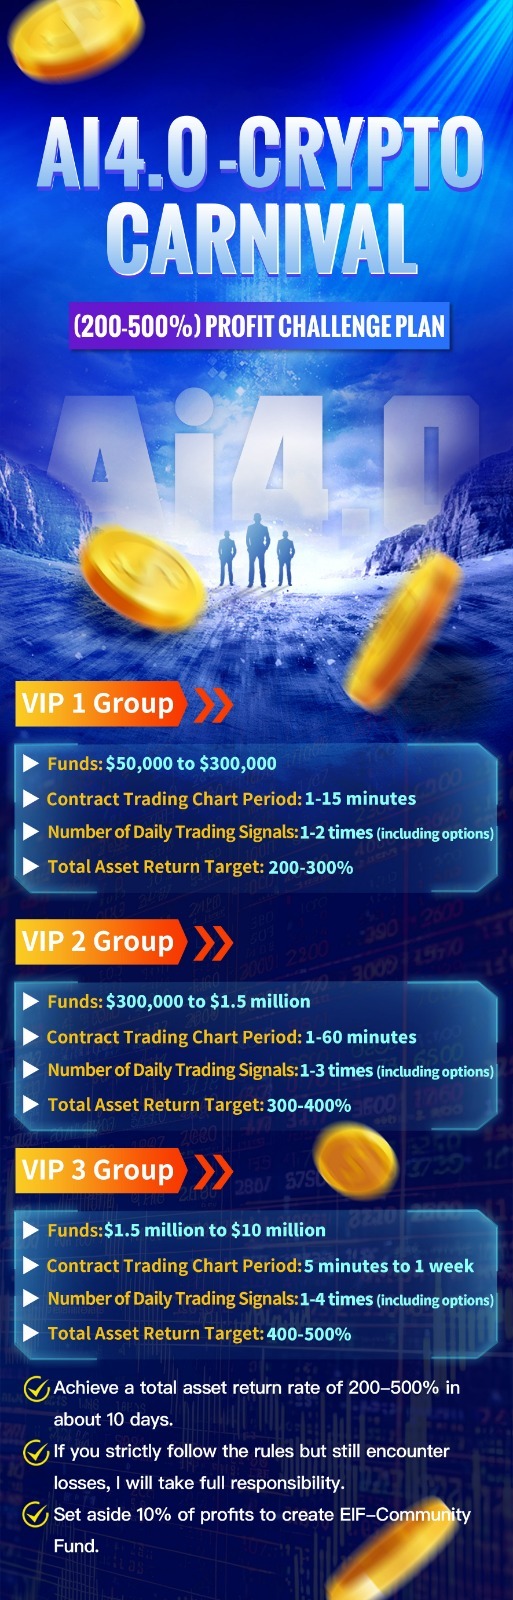 AI4.0-CRYPTO
CARNIVAL
(200-500%) PROFIT CHALLENGE PLAN
Ai4.0
VIP 1 Group
Funds: $50,000 to $300,000
Contract Trading Chart Period: 1-15 minutes
Number of Daily Trading Signals: 1-2 times (including options)
Total Asset Return Target: 200-300%
VIP 2 Group
Funds: $300,000 to $1.5 million
Contract Trading Chart Period: 1-60 minutes
Number of Daily Trading Signals: 1-3 times (including options)
Total Asset Return Target: 300-400%
VIP 3 Group
Funds: $1.5 million to $10 million
Contract Trading Chart Period: 5 minutes to 1 week
Number of Daily Trading Signals: 1-4 times (including options)
Total Asset Return Target: 400-500%
Achieve a total asset return rate of 200-500% in
about 10 days.
If you strictly follow the rules but still encounter
losses, I will take full responsibility.
Set aside 10% of profits to create EIF-Community
Fund.